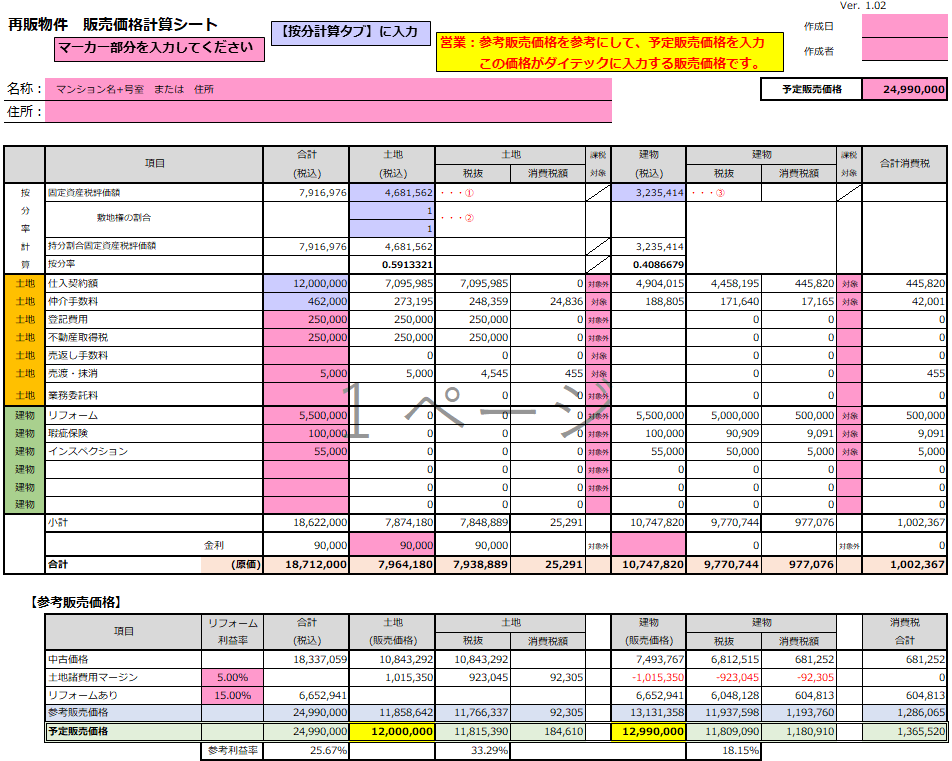 Ver. 1.02
再販物件 販売価格計算シート
マーカー部分を入力してください
【按分計算タブ】に入力
営業：参考販売価格を参考にして、予定販売価格を入力
この価格がダイテックに入力する販売価格です。
作成日
作成者
名称： マンション名+号室 または 住所
予定販売価格 24,990,000
住所：
項目 合計 (税込) 土地 (税込) 土地 税抜 消費税額 課税対象 建物 (税込) 建物 税抜 消費税額 課税対象 合計消費税
按分率計算
固定資産税評価額 7,916,976 4,681,562 ・・・① 3,235,414 ・・・③
敷地権の割合 1 ・・・②
1
持分割合固定資産税評価額 7,916,976 4,681,562 3,235,414
按分率 0.5913321 0.4086679
土地 仕入契約額 12,000,000 7,095,985 7,095,985 0 対象外 4,904,015 4,458,195 445,820 対象 445,820
土地 仲介手数料 462,000 273,195 248,359 24,836 対象 188,805 171,640 17,165 対象 42,001
土地 登記費用 250,000 250,000 250,000 0 対象外 0 0 0
土地 不動産取得税 250,000 250,000 250,000 対象外 0 0 0
土地 売返し手数料 0 0 0 対象 0 0 0
土地 売渡・抹消 5,000 5,000 4,545 455 対象 0 0 455
土地 業務委託料 0 0 対象外 0 0 0
建物 リフォーム 5,500,000 0 0 0 対象外 5,500,000 5,000,000 500,000 対象 500,000
建物 瑕疵保険 100,000 0 0 0 対象外 100,000 90,909 9,091 対象 9,091
建物 インスペクション 55,000 0 0 0 対象外 55,000 50,000 5,000 対象 5,000
建物 0 0 0 対象外 0 0 0 0
建物 0 0 0 対象外 0 0 0 0
建物 0 0 0 0 0 0 0
小計 18,622,000 7,874,180 7,848,889 25,291 10,747,820 9,770,744 977,076 1,002,367
金利 90,000 90,000 90,000 対象外 0 対象外 0
合計 (原価) 18,712,000 7,964,180 7,938,889 25,291 10,747,820 9,770,744 977,076 1,002,367
1 ページ
【参考販売価格】
項目 リフォーム利益率 合計 (税込) 土地 (販売価格) 土地 税抜 消費税額 建物 (販売価格) 建物 税抜 消費税額 消費税合計
中古価格 18,337,059 10,843,292 10,843,292 7,493,767 6,812,515 681,252 681,252
土地諸費用マージン 5.00% 1,015,350 923,045 92,305 -1,015,350 -923,045 -92,305 0
リフォームあり 15.00% 6,652,941 6,652,941 6,048,128 604,813 604,813
参考販売価格 24,990,000 11,858,642 11,766,337 92,305 13,131,358 11,937,598 1,193,760 1,286,065
予定販売価格 24,990,000 12,000,000 11,815,390 184,610 12,990,000 11,809,090 1,180,910 1,365,520
参考利益率 25.67% 33.29% 18.15%